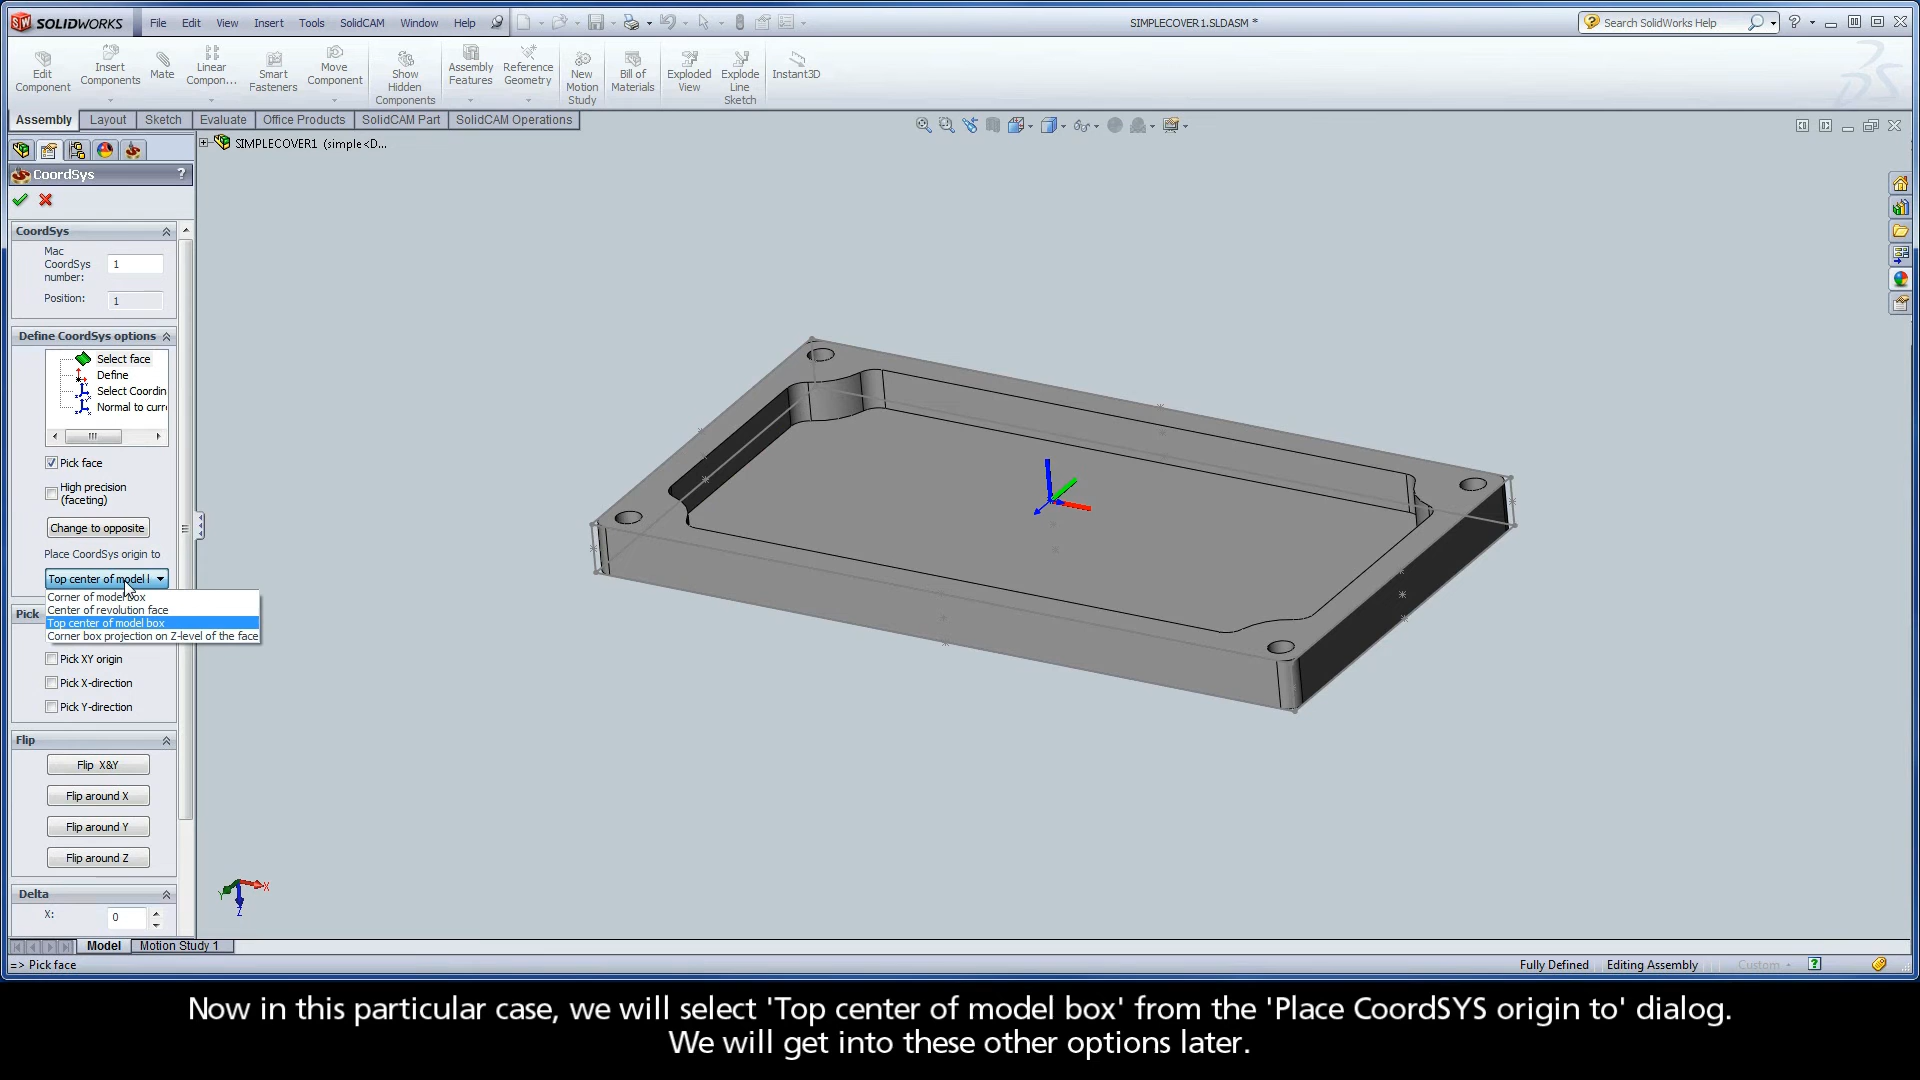 SOLIDWORKS File Edit View Insert Tools SolidCAM Window Help SIMPLECOVER1.SLDASM * Search SolidWorks Help
Edit Component
Insert Components
Mate
Linear Compon...
Smart Fasteners
Move Component
Show Hidden Components
Assembly Features
Reference Geometry
New Motion Study
Bill of Materials
Exploded View
Explode Line Sketch
Instant3D
Assembly Layout Sketch Evaluate Office Products SolidCAM Part SolidCAM Operations
SIMPLECOVER1 (simple<D...
CoordSys ?
CoordSys
Mac CoordSys number: 1
Position: 1
Define CoordSys options
Select face
Define
Select Coordin
Normal to curr
Pick face
High precision (faceting)
Change to opposite
Place CoordSys origin to
Top center of model
Corner of model box
Center of revolution face
Top center of model box
Corner box projection on Z-level of the face
Pick
Pick XY origin
Pick X-direction
Pick Y-direction
Flip
Flip X&Y
Flip around X
Flip around Y
Flip around Z
Delta
X: 0
Y X
Z
Model Motion Study 1
=> Pick face Fully Defined Editing Assembly Custom
Now in this particular case, we will select 'Top center of model box' from the 'Place CoordSYS origin to' dialog.
We will get into these other options later.